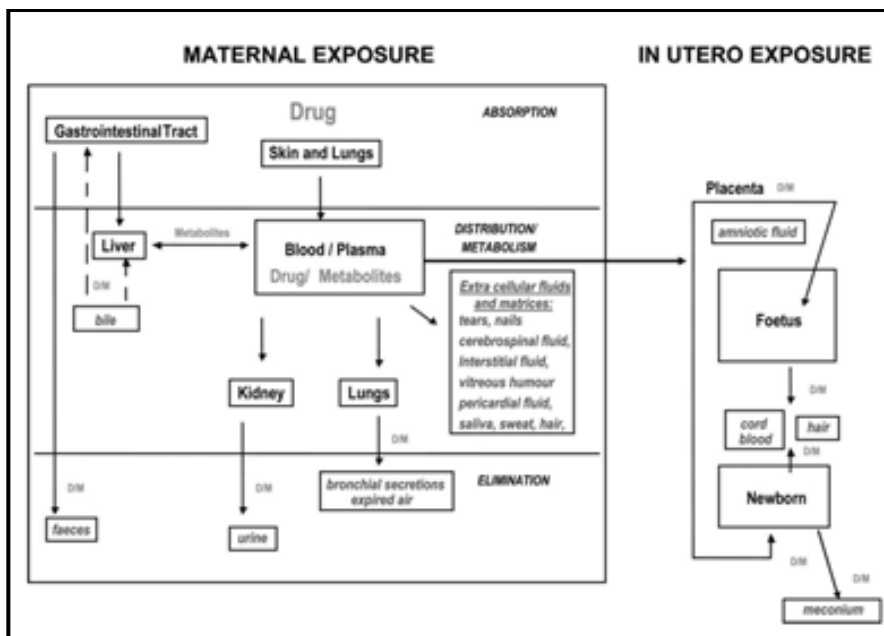 MATERNAL EXPOSURE
IN UTERO EXPOSURE
Drug
ABSORPTION
Gastrointestinal Tract
Skin and Lungs
Placenta D/M
DISTRIBUTION/
METABOLISM
Metabolites
Liver
Blood / Plasma
Drug/ Metabolites
amniotic fluid
D/M
bile
Extra cellular fluids
and matrices:
tears, nails
cerebrospinal fluid,
Interstitial fluid,
vitreous humour
pericardial fluid,
saliva, sweat, hair,
Foetus
Kidney
Lungs
D/M
cord
blood
hair
D/M
D/M
ELIMINATION
bronchial secretions
expired air
D/M
D/M
Newborn
faeces
urine
D/M
D/M
meconium